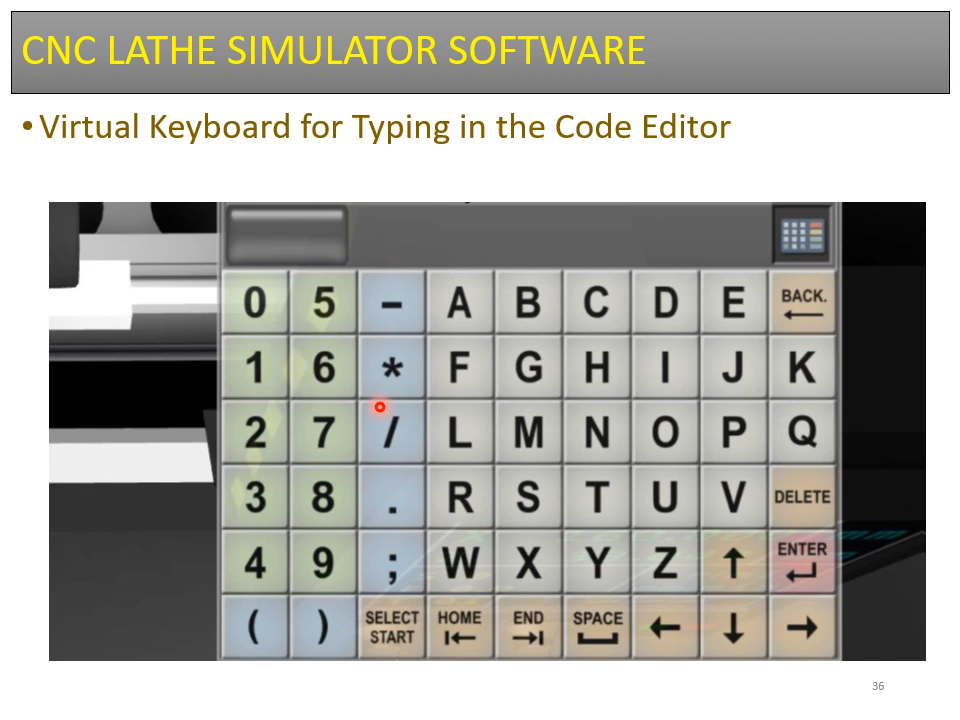 CNC LATHE SIMULATOR SOFTWARE
• Virtual Keyboard for Typing in the Code Editor
0 5 – A B C D E BACK. ←
1 6 * F G H I J K
2 7 / L M N O P Q
3 8 . R S T U V DELETE
4 9 ; W X Y Z ↑ ENTER ↵
( ) SELECT START HOME END SPACE ← ↓ →
36